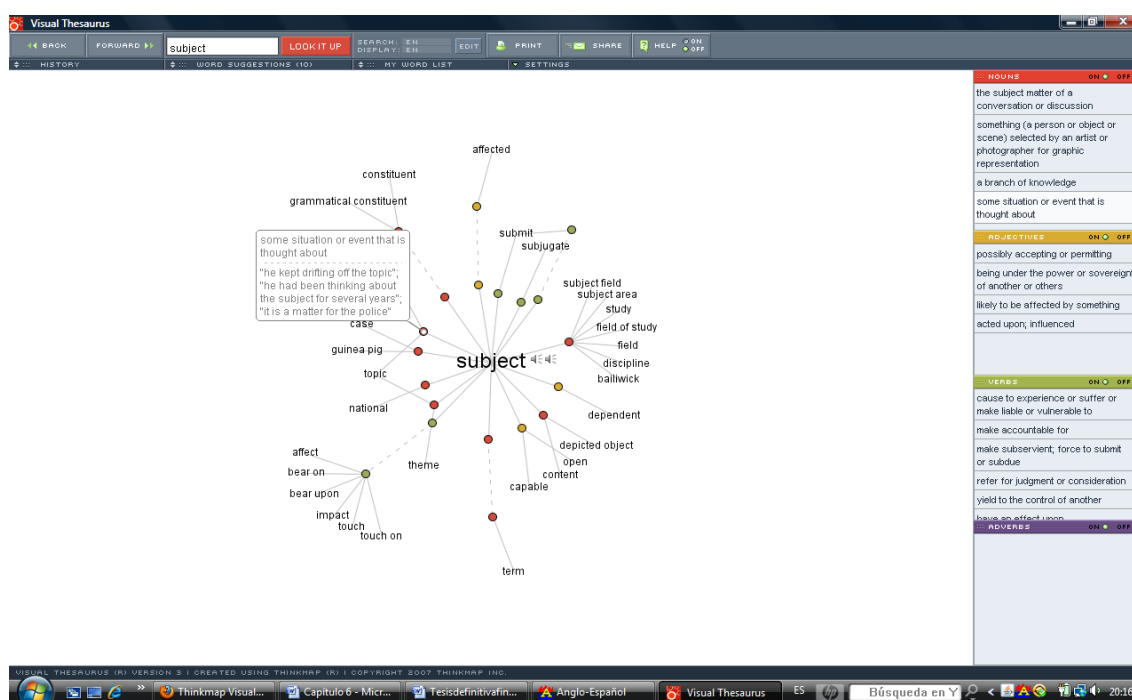 Visual Thesaurus
BACK
FORWARD
subject
LOOK IT UP
SEARCH: EN
DISPLAY: EN
EDIT
PRINT
SHARE
HELP
ON
OFF
HISTORY
WORD SUGGESTIONS (10)
MY WORD LIST
SETTINGS
affected
constituent
grammatical constituent
submit
subjugate
some situation or event that is
thought about
"he kept drifting off the topic";
"he had been thinking about
the subject for several years";
"it is a matter for the police"
subject field
subject area
study
field of study
field
discipline
bailiwick
case
guinea pig
topic
national
subject
dependent
depicted object
open
content
capable
theme
affect
bear on
bear upon
impact
touch
touch on
term
NOUNS ON OFF
the subject matter of a
conversation or discussion
something (a person or object or
scene) selected by an artist or
photographer for graphic
representation
a branch of knowledge
some situation or event that is
thought about
ADJECTIVES ON OFF
possibly accepting or permitting
being under the power or sovereignt
of another or others
likely to be affected by something
acted upon; influenced
VERBS ON OFF
cause to experience or suffer or
make liable or vulnerable to
make accountable for
make subservient; force to submit
or subdue
refer for judgment or consideration
yield to the control of another
have an effect upon
ADVERBS ON OFF
VISUAL THESAURUS (R) VERSION 3 | CREATED USING THINKMAP (R) | COPYRIGHT 2007 THINKMAP INC.
Thinkmap Visual...
Capitulo 6 - Micr...
Tesisdefinitivafin...
Anglo-Español
Visual Thesaurus
ES
hp
Búsqueda en Y
20:16